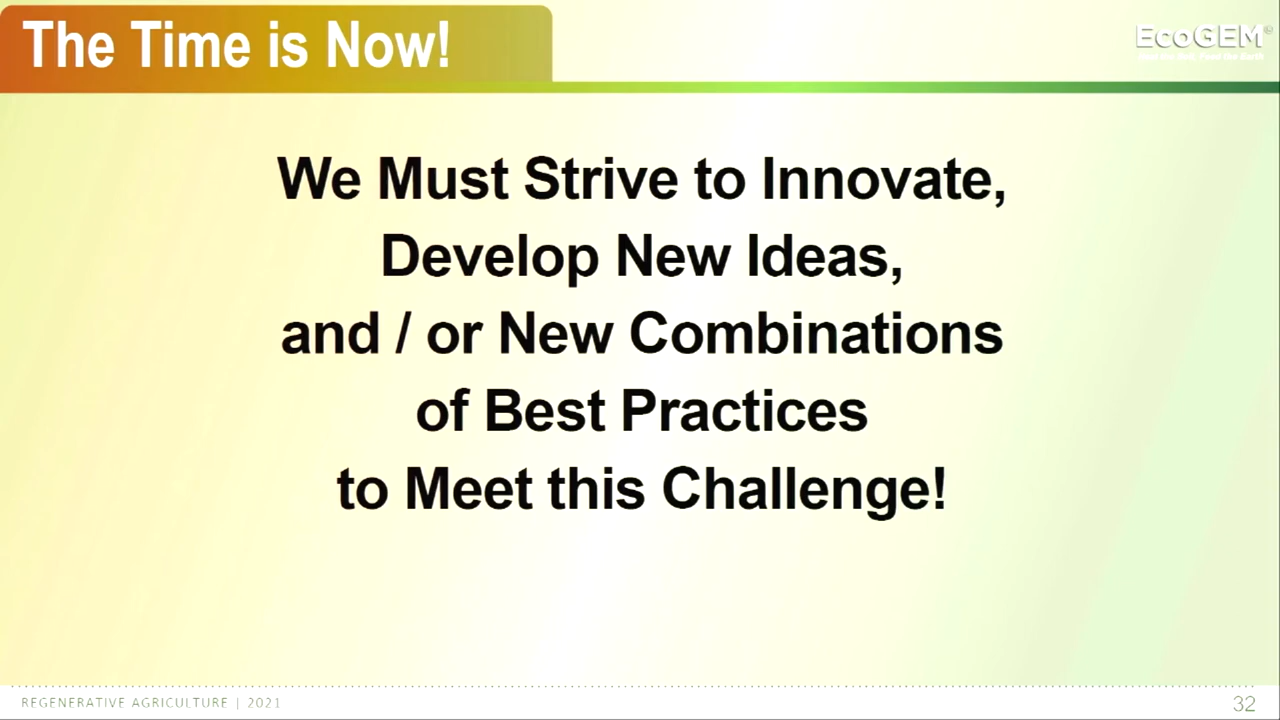 The Time is Now!
EcoGEM®
We Must Strive to Innovate,
Develop New Ideas,
and / or New Combinations
of Best Practices
to Meet this Challenge!
REGENERATIVE AGRICULTURE | 2021
32